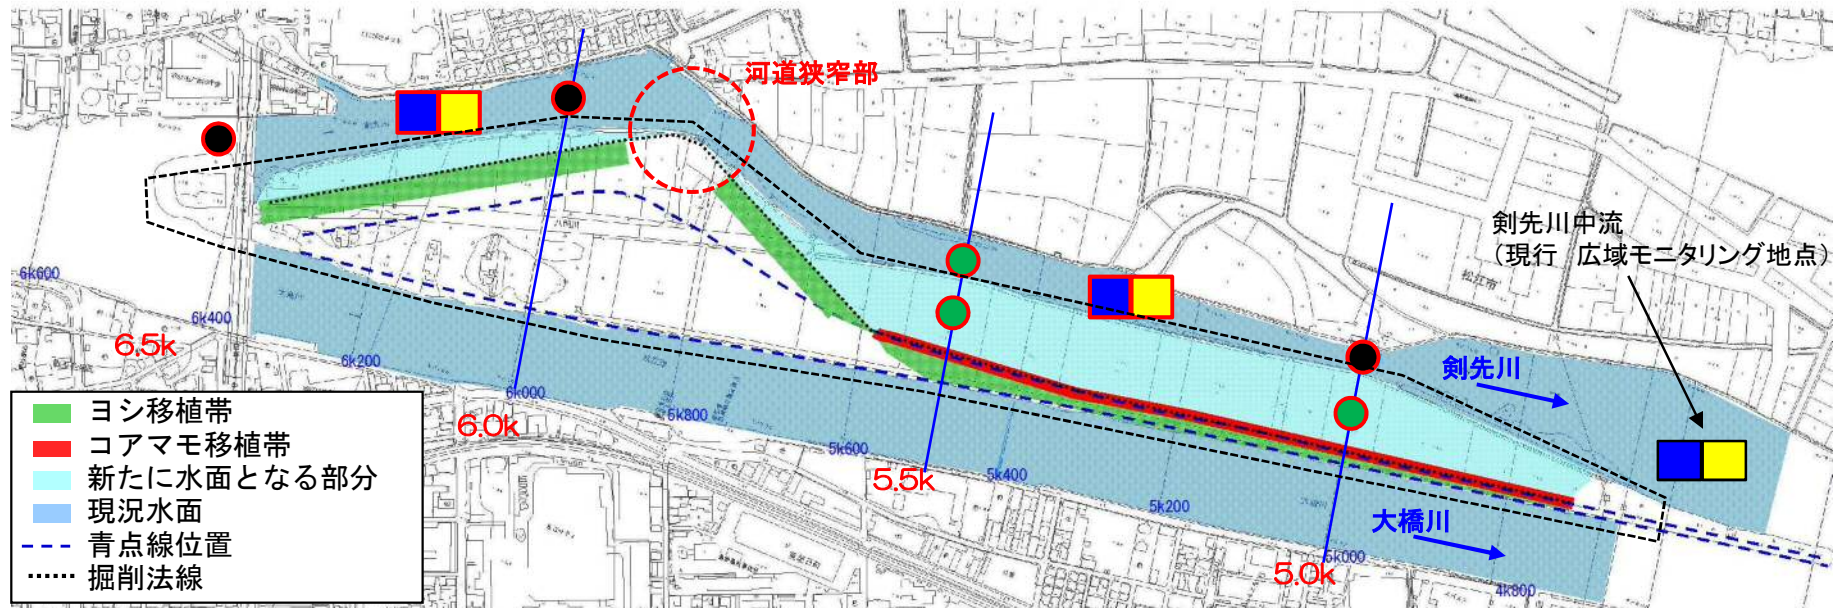 河道狭窄部
剣先川中流
(現行 広域モニタリング地点)
松江市
6k600
6k400
6.5k
6k200
6k000
6.0k
5k800
5k600
5.5k
5k400
5k200
5k000
5.0k
4k800
剣先川
大橋川
ヨシ移植帯
コアマモ移植帯
新たに水面となる部分
現況水面
青点線位置
掘削法線